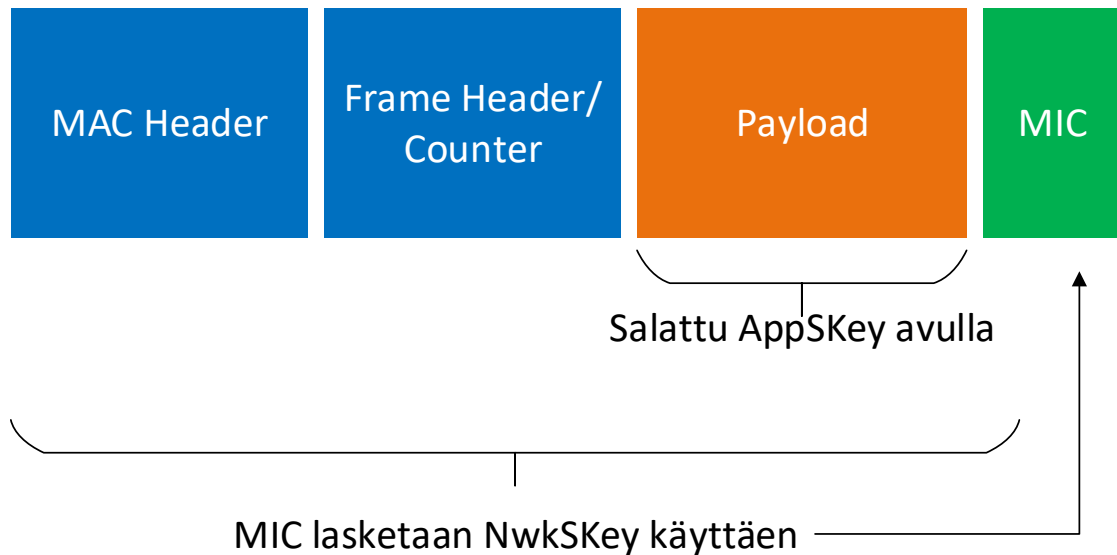 MAC Header
Frame Header/
Counter
Payload
MIC
Salattu AppSKey avulla
MIC lasketaan NwkSKey käyttäen